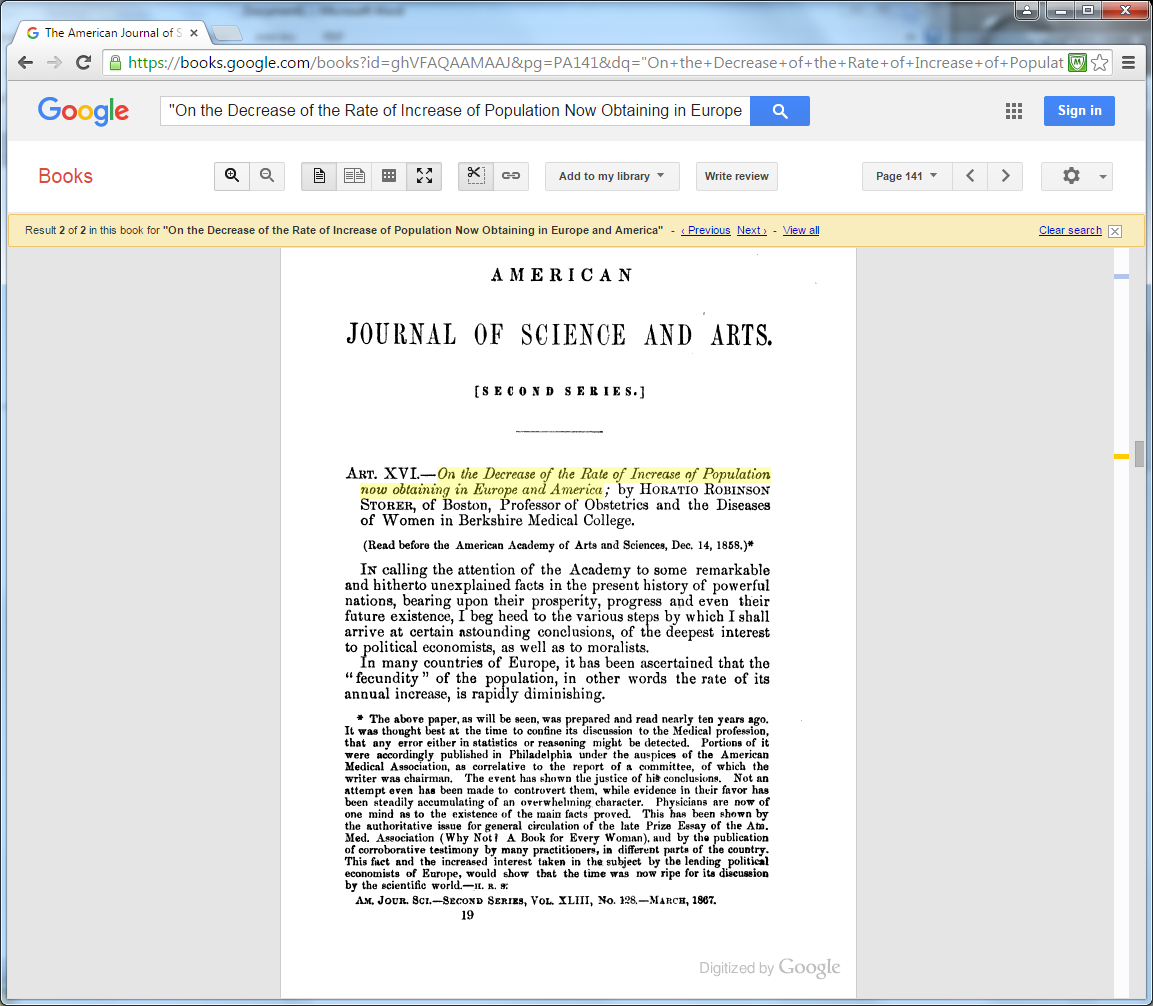 The American Journal of S
https://books.google.com/books?id=ghVFAQAAMAAJ&pg=PA141&dq="On+the+Decrease+of+the+Rate+of+Increase+of+Populat
Google
"On the Decrease of the Rate of Increase of Population Now Obtaining in Europe
Sign in
Books
Add to my library
Write review
Page 141
Result 2 of 2 in this book for "On the Decrease of the Rate of Increase of Population Now Obtaining in Europe and America" - ‹ Previous Next › - View all
Clear search
AMERICAN
JOURNAL OF SCIENCE AND ARTS.
[SECOND SERIES.]
ART. XVI.—On the Decrease of the Rate of Increase of Population
now obtaining in Europe and America; by HORATIO ROBINSON
STORER, of Boston, Professor of Obstetrics and the Diseases
of Women in Berkshire Medical College.
(Read before the American Academy of Arts and Sciences, Dec. 14, 1858.)*
IN calling the attention of the Academy to some remarkable
and hitherto unexplained facts in the present history of powerful
nations, bearing upon their prosperity, progress and even their
future existence, I beg heed to the various steps by which I shall
arrive at certain astounding conclusions, of the deepest interest
to political economists, as well as to moralists.
In many countries of Europe, it has been ascertained that the
"fecundity" of the population, in other words the rate of its
annual increase, is rapidly diminishing.
* The above paper, as will be seen, was prepared and read nearly ten years ago.
It was thought best at the time to confine its discussion to the Medical profession,
that any error either in statistics or reasoning might be detected. Portions of it
were accordingly published in Philadelphia under the auspices of the American
Medical Association, as correlative to the report of a committee, of which the
writer was chairman. The event has shown the justice of his conclusions. Not an
attempt even has been made to controvert them, while evidence in their favor has
been steadily accumulating of an overwhelming character. Physicians are now of
one mind as to the existence of the main facts proved. This has been shown by
the authoritative issue for general circulation of the late Prize Essay of the Am.
Med. Association (Why Not? A Book for Every Woman), and by the publication
of corroborative testimony by many practitioners, in different parts of the country.
This fact and the increased interest taken in the subject by the leading political
economists of Europe, would show that the time was now ripe for its discussion
by the scientific world.—H. R. S.
AM. JOUR. SCI.—SECOND SERIES, VOL. XLIII, No. 128.—MARCH, 1867.
19
Digitized by Google